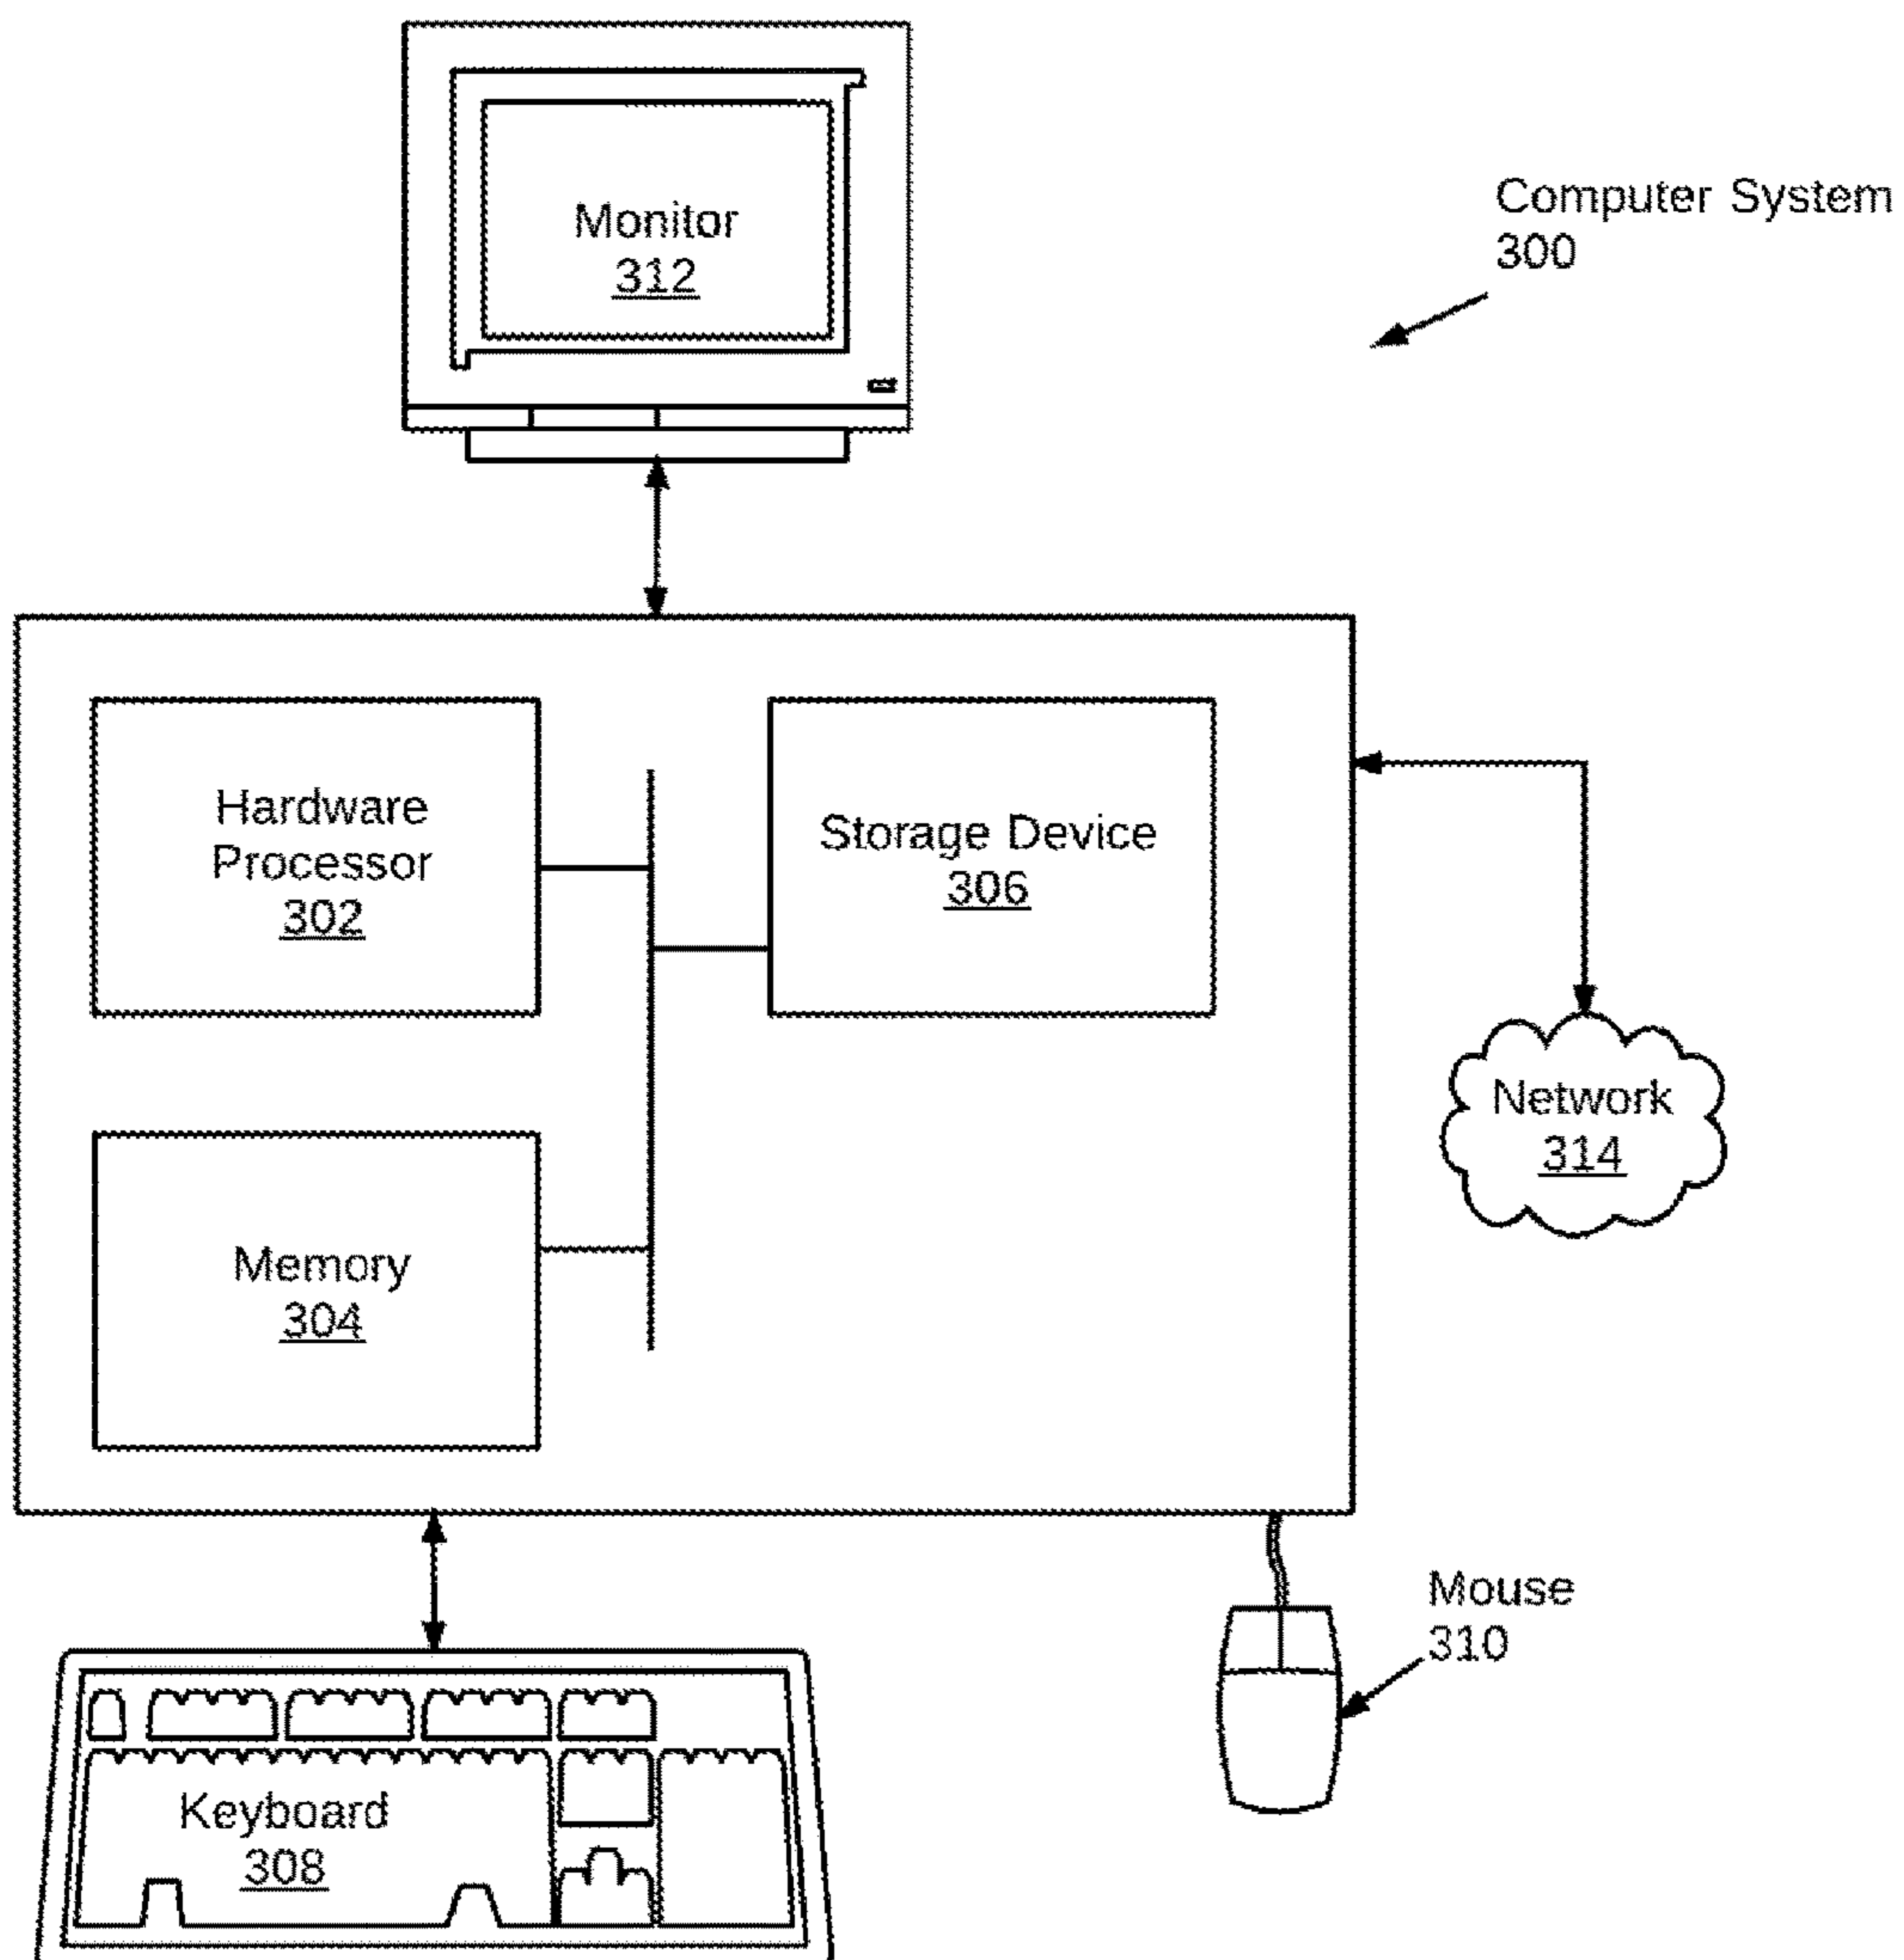 Monitor
312
Computer System
300
Hardware
Processor
302
Storage Device
306
Memory
304
Network
314
Mouse
310
Keyboard
308